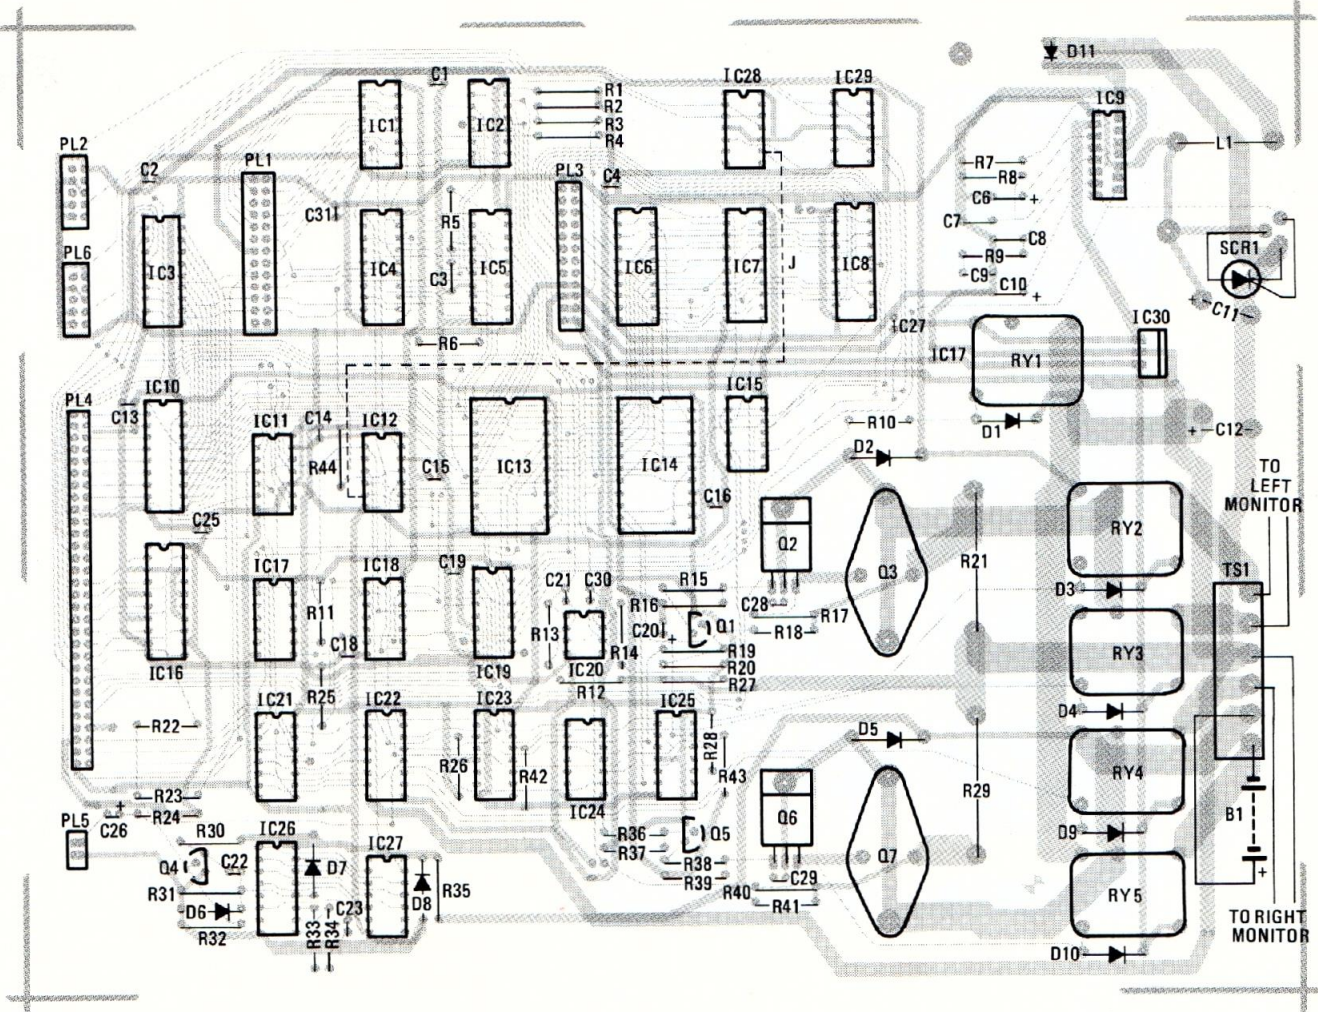 D11
C1
IC28
IC29
R1
R2
R3
R4
IC9
IC1
IC2
PL2
PL1
L1
C2
PL3
C4
R7
R8
C6
+
C31
R5
C7
C8
SCR1
PL6
IC3
IC4
C3
IC5
IC6
IC7
J
IC8
R9
C9
C10
+
+
C11
C27
IC30
R6
IC17
RY1
IC10
IC15
PL4
C13
IC11
C14
IC12
R10
D1
+
C12
D2
R44
C15
IC13
IC14
TO
LEFT
MONITOR
C16
C25
RY2
Q2
R21
IC17
IC18
C19
C21
C30
R15
Q3
TS1
D3
R11
R16
C28
R17
R13
C20
+
Q1
R18
C18
R14
RY3
IC16
IC19
IC20
R19
R20
R12
R27
R25
IC21
IC22
IC23
IC25
R22
D4
D5
R28
R26
R42
R43
RY4
R23
R24
+
C26
IC24
R29
B1
PL5
R30
IC26
IC27
R36
R37
Q5
Q6
D9
Q4
C22
D7
R38
R39
C29
Q7
+
R31
D8
R35
R40
R41
RY5
D6
R32
R33
R34
C23
TO RIGHT
MONITOR
D10